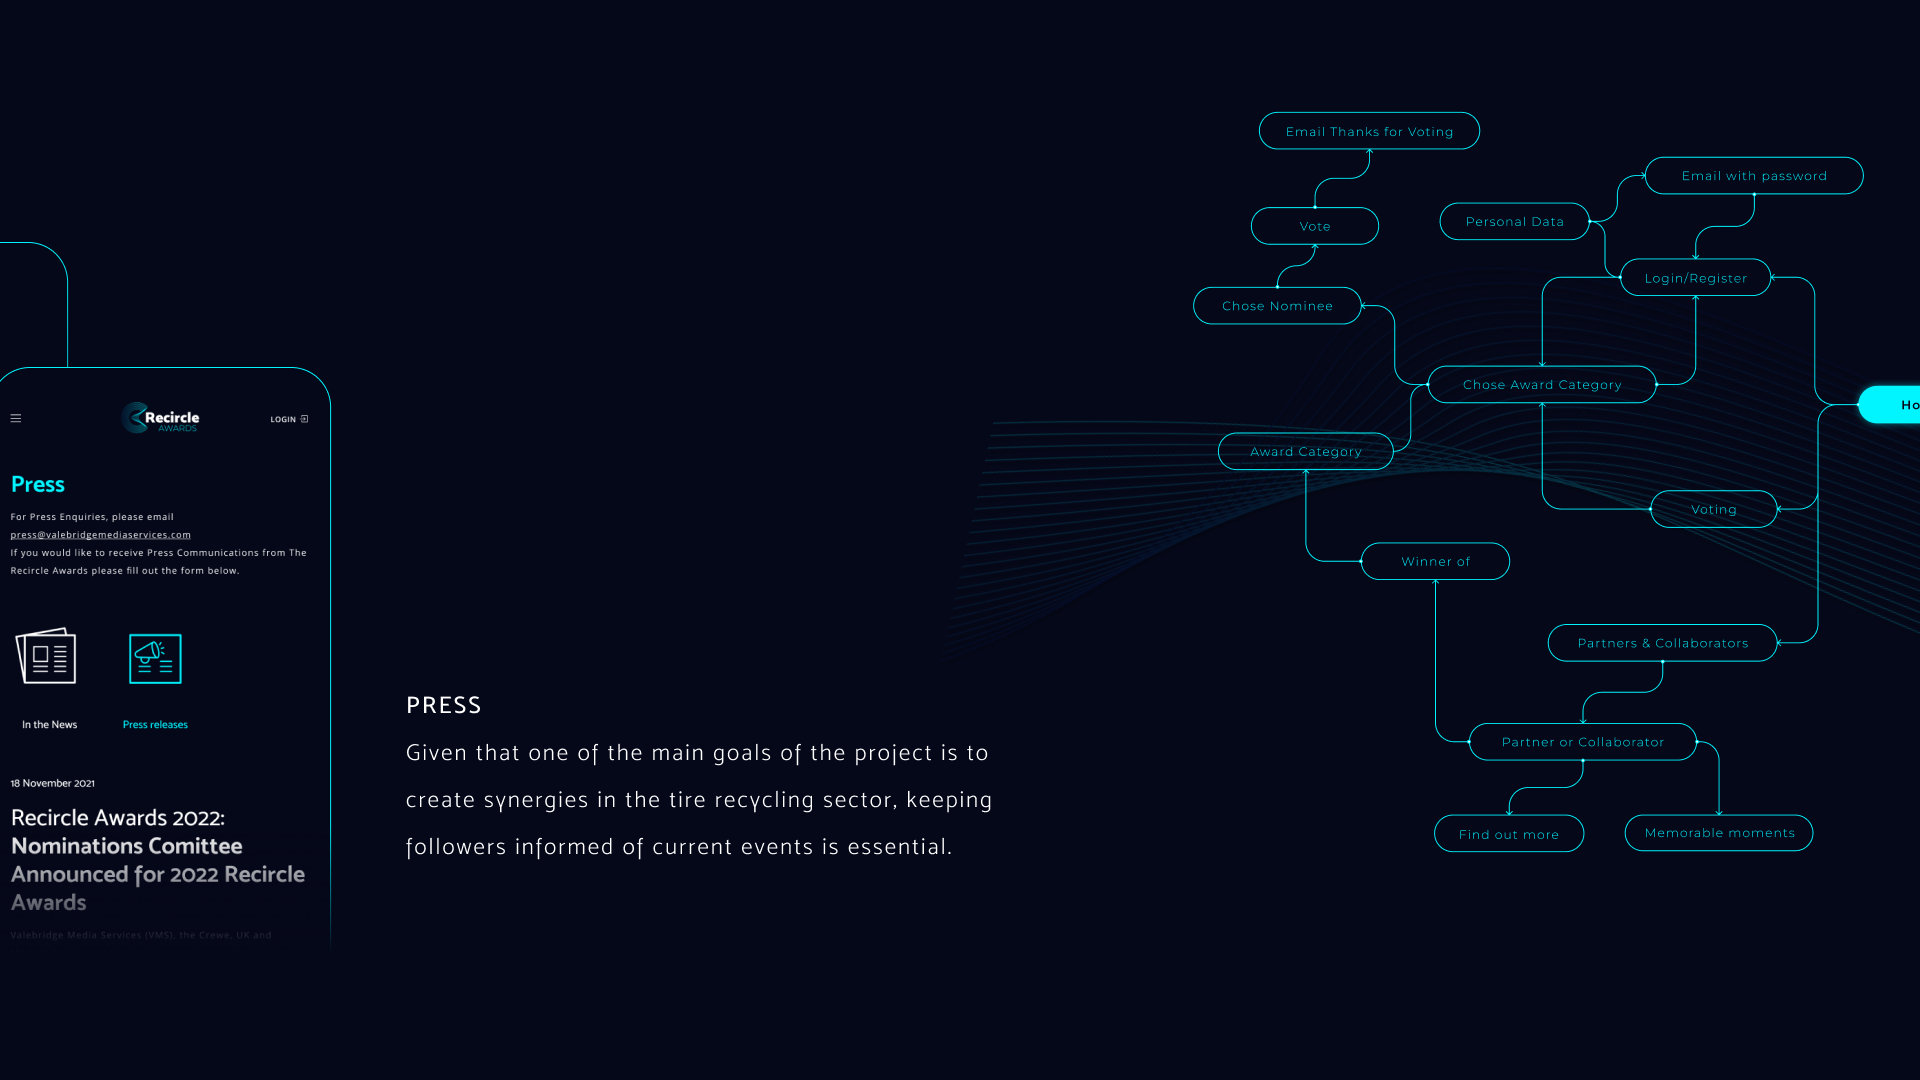 Recircle
AWARDS
LOGIN
Press
For Press Enquiries, please email
press@valebridgemediaservices.com
If you would like to receive Press Communications from The
Recircle Awards please fill out the form below.
In the News
Press releases
18 November 2021
Recircle Awards 2022:
Nominations Comittee
Announced for 2022 Recircle
Awards
Valebridge Media Services (VMS), the Crewe, UK and
PRESS
Given that one of the main goals of the project is to
create synergies in the tire recycling sector, keeping
followers informed of current events is essential.
Email Thanks for Voting
Email with password
Personal Data
Vote
Login/Register
Chose Nominee
Chose Award Category
Ho
Award Category
Voting
Winner of
Partners & Collaborators
Partner or Collaborator
Find out more
Memorable moments